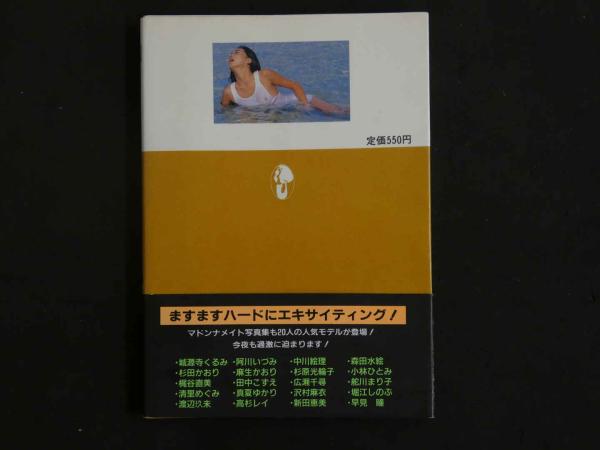 定価550円
ますますハードにエキサイティング!
マドンナメイト写真集も20人の人気モデルが登場!
今夜も過激に迫まります!
・城源寺くるみ ・阿川いづみ ・中川絵理 ・森田水絵
・杉田かおり ・麻生かおり ・杉原光輪子 ・小林ひとみ
・梶谷直美 ・田中こずえ ・広瀬千尋 ・舵川まり子
・清里めぐみ ・真夏ゆかり ・沢村麻衣 ・堀江しのぶ
・渡辺玖未 ・高杉レイ ・新田恵美 ・早見 瞳